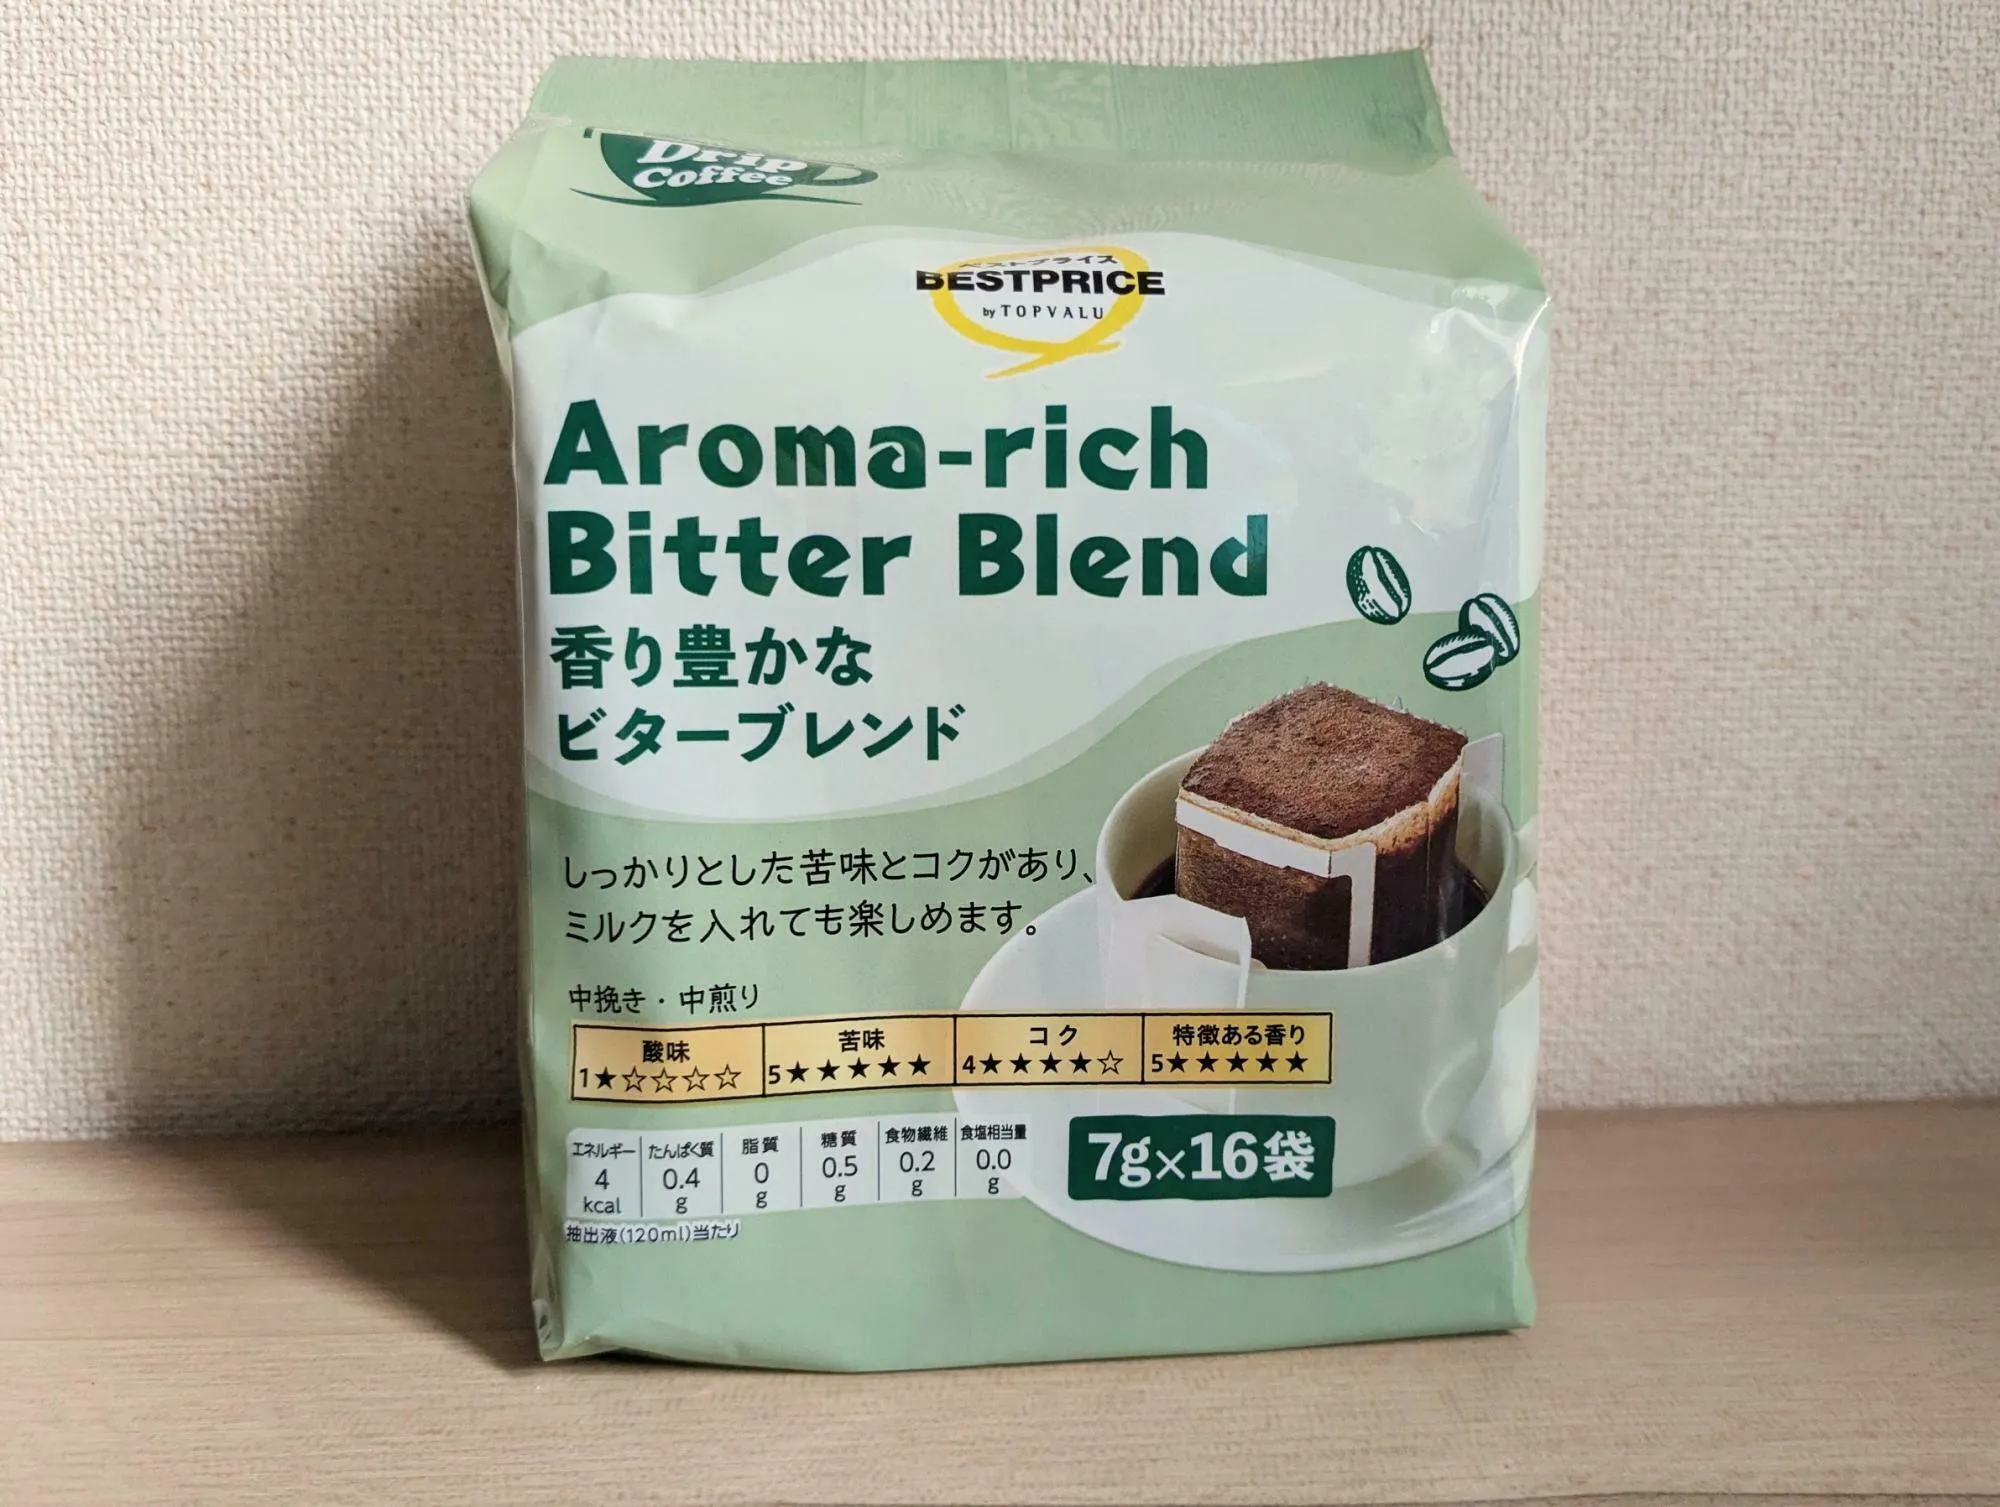 Drip
Coffee
ベストプライス
BESTPRICE
by TOPVALU
Aroma-rich
Bitter Blend
香り豊かな
ビターブレンド
しっかりとした苦味とコクがあり、
ミルクを入れても楽しめます。
中挽き・中煎り
酸味 苦味 コク 特徴ある香り
1★☆☆☆☆ 5★★★★★ 4★★★★☆ 5★★★★★
エネルギー たんぱく質 脂質 糖質 食物繊維 食塩相当量
4 0.4 0 0.5 0.2 0.0
kcal g g g g g
抽出液(120ml)当たり
7g×16袋